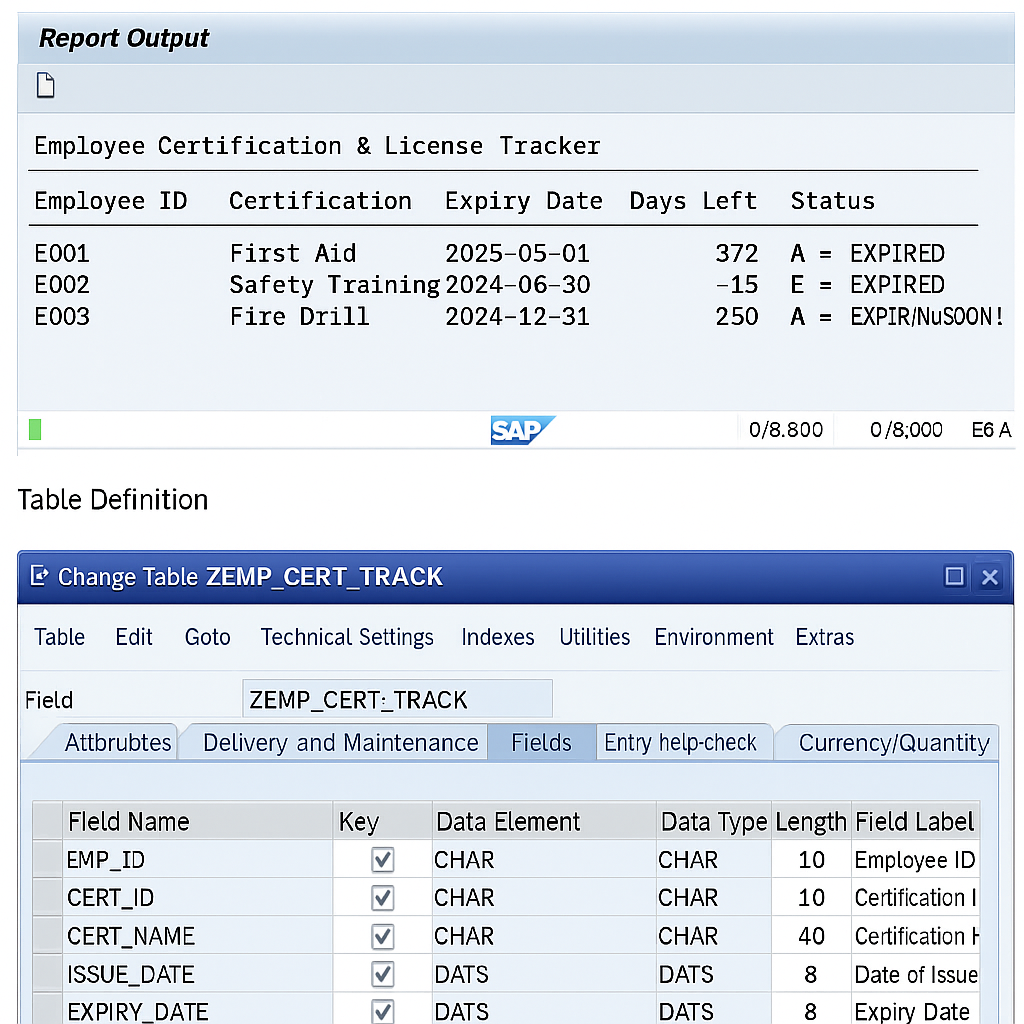 Report Output
Employee Certification & License Tracker
Employee ID Certification Expiry Date Days Left Status
E001 First Aid 2025-05-01 372 A = EXPIRED
E002 Safety Training 2024-06-30 -15 E = EXPIRED
E003 Fire Drill 2024-12-31 250 A = EXPIR/NuSOON!
SAP 0/8.800 0/8;000 E6 A
Table Definition
Change Table ZEMP_CERT_TRACK
Table Edit Goto Technical Settings Indexes Utilities Environment Extras
Field ZEMP_CERT:_TRACK
Attbrubtes Delivery and Maintenance Fields Entry help-check Currency/Quantity
Fleld Name Key Data Element Data Type Length Field Label
EMP_ID CHAR CHAR 10 Employee ID
CERT_ID CHAR CHAR 10 Certification I
CERT_NAME CHAR CHAR 40 Certification
ISSUE_DATE DATS DATS 8 Date of Issue
EXPIRY_DATE DATS DATS 8 Expiry Date